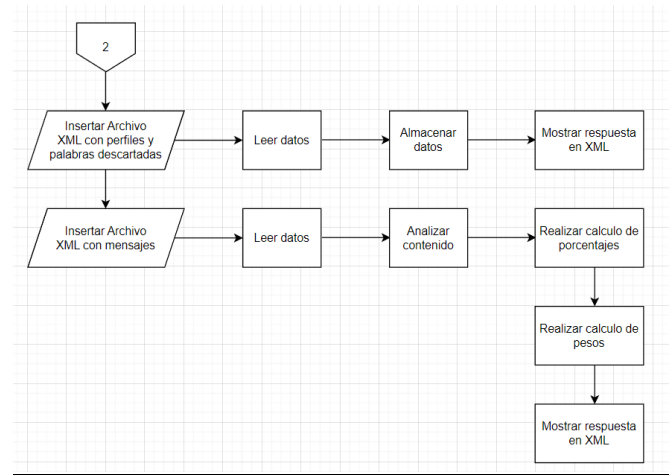 2
Insertar Archivo
XML con perfiles y
palabras descartadas
Leer datos
Almacenar
datos
Mostrar respuesta
en XML
Insertar Archivo
XML con mensajes
Leer datos
Analizar
contenido
Realizar calculo de
porcentajes
Realizar calculo de
pesos
Mostrar respuesta
en XML